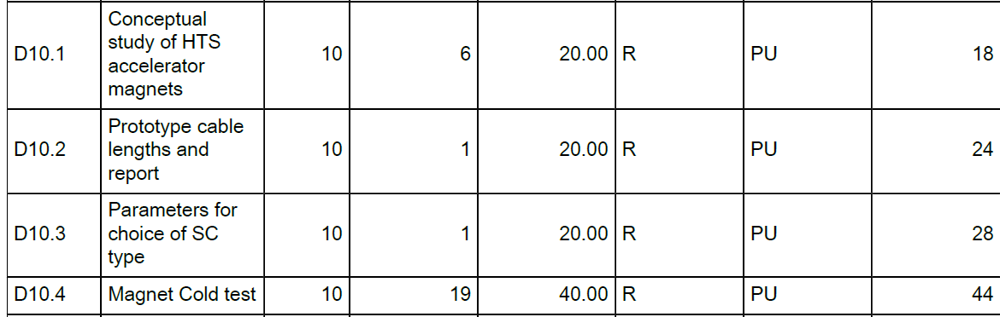 Conceptual
study of HTS
D10.1 accelerator 10 6 20.00 R PU 18
magnets
Prototype cable
D10.2 lengths and 10 1 20.00 R PU 24
report
Parameters for
D10.3 choice of SC 10 1 20.00 R PU 28
type
D10.4 Magnet Cold test 10 19 40.00 R PU 44